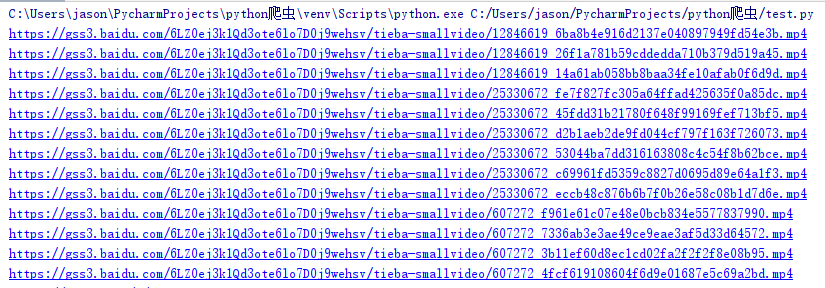 C:\Users\jason\PycharmProjects\python爬虫\venv\Scripts\python.exe C:/Users/jason/PycharmProjects/python爬虫/test.py
https://gss3.baidu.com/6LZ0ej3k1Qd3ote6lo7D0j9wehsv/tieba-smallvideo/12846619_6ba8b4e916d2137e040897949fd54e3b.mp4
https://gss3.baidu.com/6LZ0ej3k1Qd3ote6lo7D0j9wehsv/tieba-smallvideo/12846619_26f1a781b59cddedda710b379d519a45.mp4
https://gss3.baidu.com/6LZ0ej3k1Qd3ote6lo7D0j9wehsv/tieba-smallvideo/12846619_14a61ab058bb8baa34fe10afab0f6d9d.mp4
https://gss3.baidu.com/6LZ0ej3k1Qd3ote6lo7D0j9wehsv/tieba-smallvideo/25330672_fe7f827fc305a64ffad425635f0a85dc.mp4
https://gss3.baidu.com/6LZ0ej3k1Qd3ote6lo7D0j9wehsv/tieba-smallvideo/25330672_45fdd31b21780f648f99169fef713bf5.mp4
https://gss3.baidu.com/6LZ0ej3k1Qd3ote6lo7D0j9wehsv/tieba-smallvideo/25330672_d2b1aeb2de9fd044cf797f163f726073.mp4
https://gss3.baidu.com/6LZ0ej3k1Qd3ote6lo7D0j9wehsv/tieba-smallvideo/25330672_53044ba7dd316163808c4c54f8b62bce.mp4
https://gss3.baidu.com/6LZ0ej3k1Qd3ote6lo7D0j9wehsv/tieba-smallvideo/25330672_c69961fd5359c8827d0695d89e64a1f3.mp4
https://gss3.baidu.com/6LZ0ej3k1Qd3ote6lo7D0j9wehsv/tieba-smallvideo/25330672_eccb48c876b6b7f0b26e58c08b1d7d6e.mp4
https://gss3.baidu.com/6LZ0ej3k1Qd3ote6lo7D0j9wehsv/tieba-smallvideo/607272_f961e61c07e48e0bcb834e5577837990.mp4
https://gss3.baidu.com/6LZ0ej3k1Qd3ote6lo7D0j9wehsv/tieba-smallvideo/607272_7336ab3e3ae49ce9eae3af5d33d64572.mp4
https://gss3.baidu.com/6LZ0ej3k1Qd3ote6lo7D0j9wehsv/tieba-smallvideo/607272_3b11ef60d8ec1cd02fa2f2f2f8e08b95.mp4
https://gss3.baidu.com/6LZ0ej3k1Qd3ote6lo7D0j9wehsv/tieba-smallvideo/607272_4fcf619108604f6d9e01687e5c69a2bd.mp4